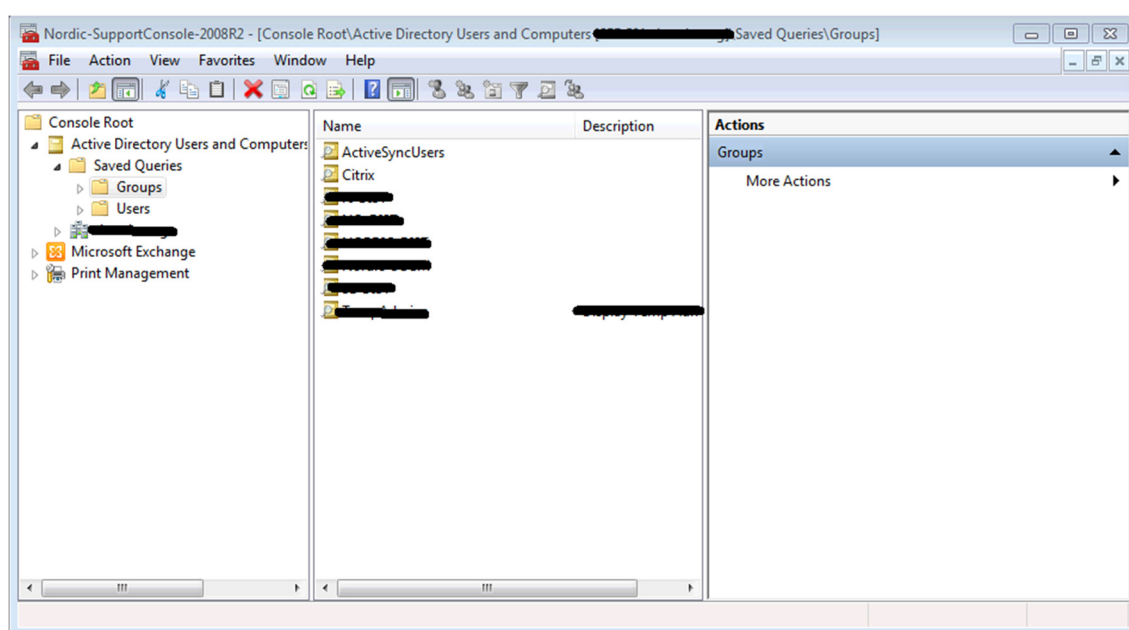 Nordic-SupportConsole-2008R2 - [Console Root\Active Directory Users and Computers Saved Queries\Groups]
File Action View Favorites Window Help
Console Root
Active Directory Users and Computers
Saved Queries
Groups
Users
Microsoft Exchange
Print Management
Name Description
ActiveSyncUsers
Citrix
Actions
Groups
More Actions